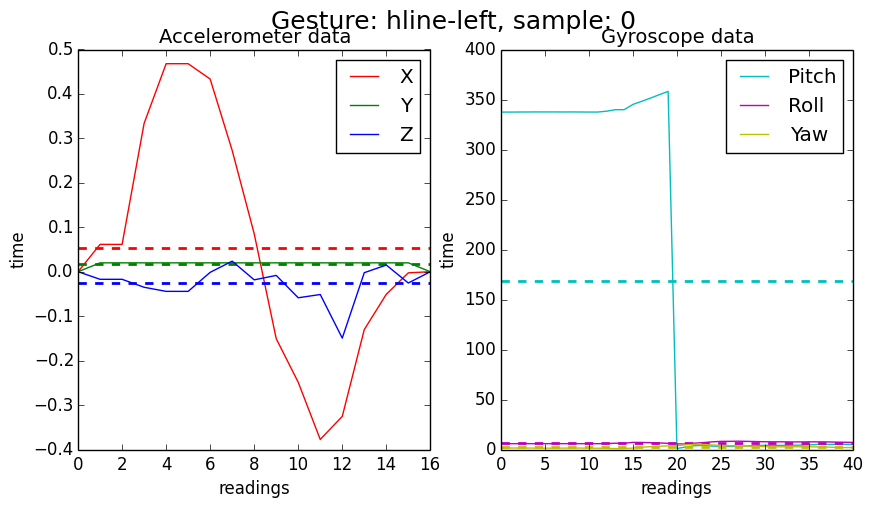 Gesture: hline-left, sample: 0
Accelerometer data
0.5
0.4
0.3
0.2
0.1
0.0
−0.1
−0.2
−0.3
−0.4
time
X
Y
Z
0 2 4 6 8 10 12 14 16
readings
Gyroscope data
400
350
300
250
200
150
100
50
0
time
Pitch
Roll
Yaw
0 5 10 15 20 25 30 35 40
readings